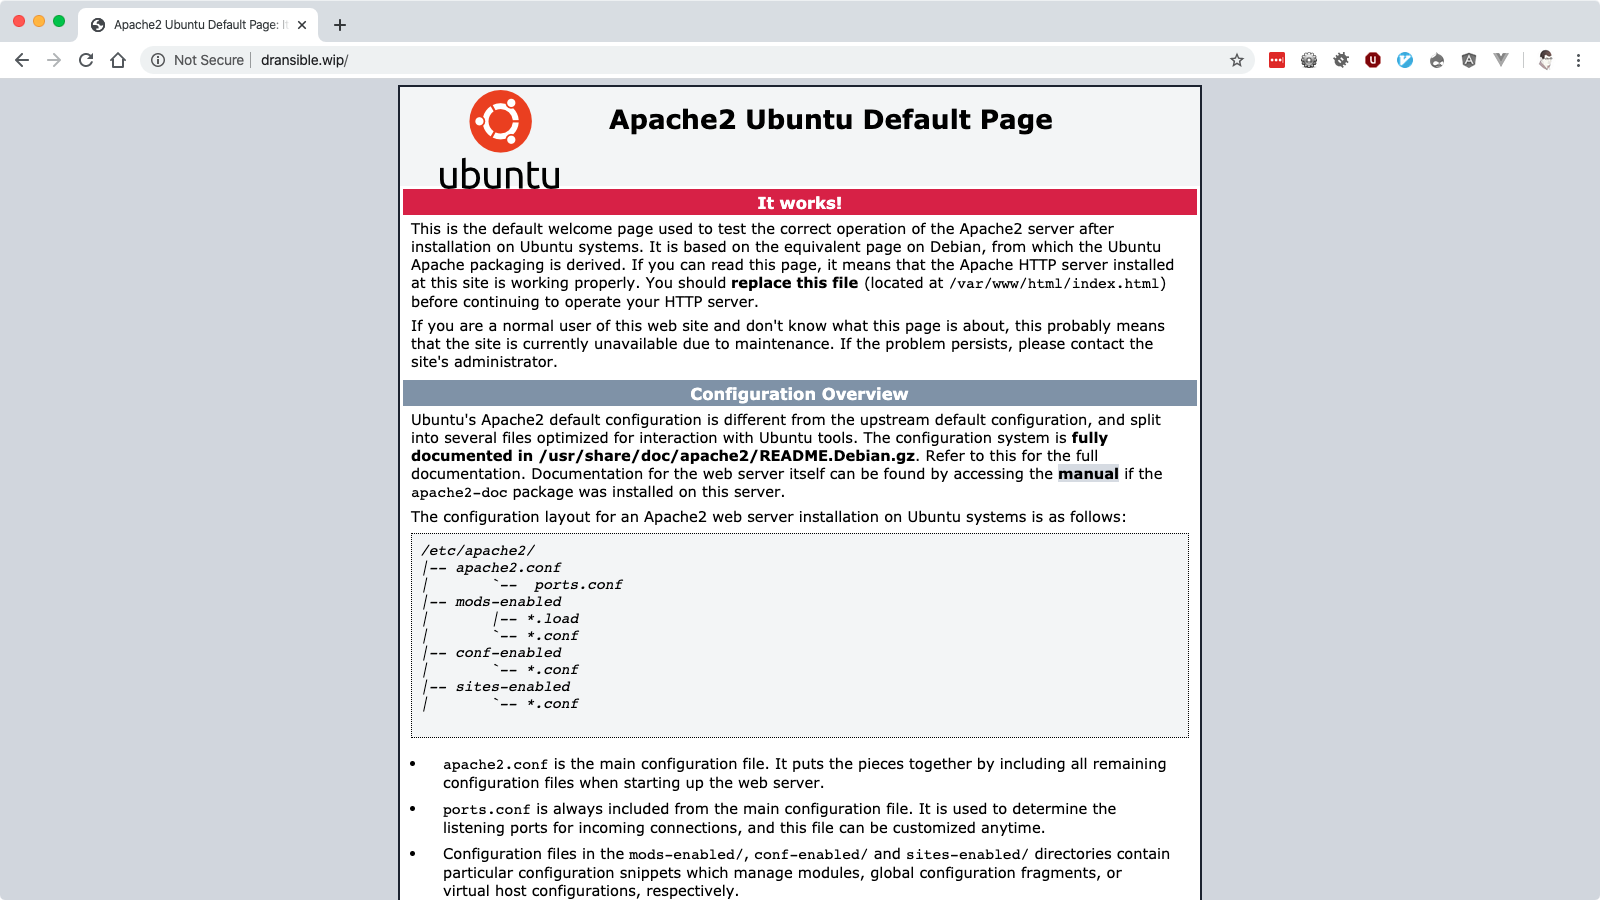 Apache2 Ubuntu Default Page: It
Not Secure
dransible.wip/
ubuntu
Apache2 Ubuntu Default Page
It works!
This is the default welcome page used to test the correct operation of the Apache2 server after
installation on Ubuntu systems. It is based on the equivalent page on Debian, from which the Ubuntu
Apache packaging is derived. If you can read this page, it means that the Apache HTTP server installed
at this site is working properly. You should replace this file (located at /var/www/html/index.html)
before continuing to operate your HTTP server.
If you are a normal user of this web site and don't know what this page is about, this probably means
that the site is currently unavailable due to maintenance. If the problem persists, please contact the
site's administrator.
Configuration Overview
Ubuntu's Apache2 default configuration is different from the upstream default configuration, and split
into several files optimized for interaction with Ubuntu tools. The configuration system is fully
documented in /usr/share/doc/apache2/README.Debian.gz. Refer to this for the full
documentation. Documentation for the web server itself can be found by accessing the manual if the
apache2-doc package was installed on this server.
The configuration layout for an Apache2 web server installation on Ubuntu systems is as follows:
/etc/apache2/
|-- apache2.conf
|       `--  ports.conf
|-- mods-enabled
|       |-- *.load
|       `-- *.conf
|-- conf-enabled
|       `-- *.conf
|-- sites-enabled
|       `-- *.conf
• apache2.conf is the main configuration file. It puts the pieces together by including all remaining
configuration files when starting up the web server.
• ports.conf is always included from the main configuration file. It is used to determine the
listening ports for incoming connections, and this file can be customized anytime.
• Configuration files in the mods-enabled/, conf-enabled/ and sites-enabled/ directories contain
particular configuration snippets which manage modules, global configuration fragments, or
virtual host configurations, respectively.